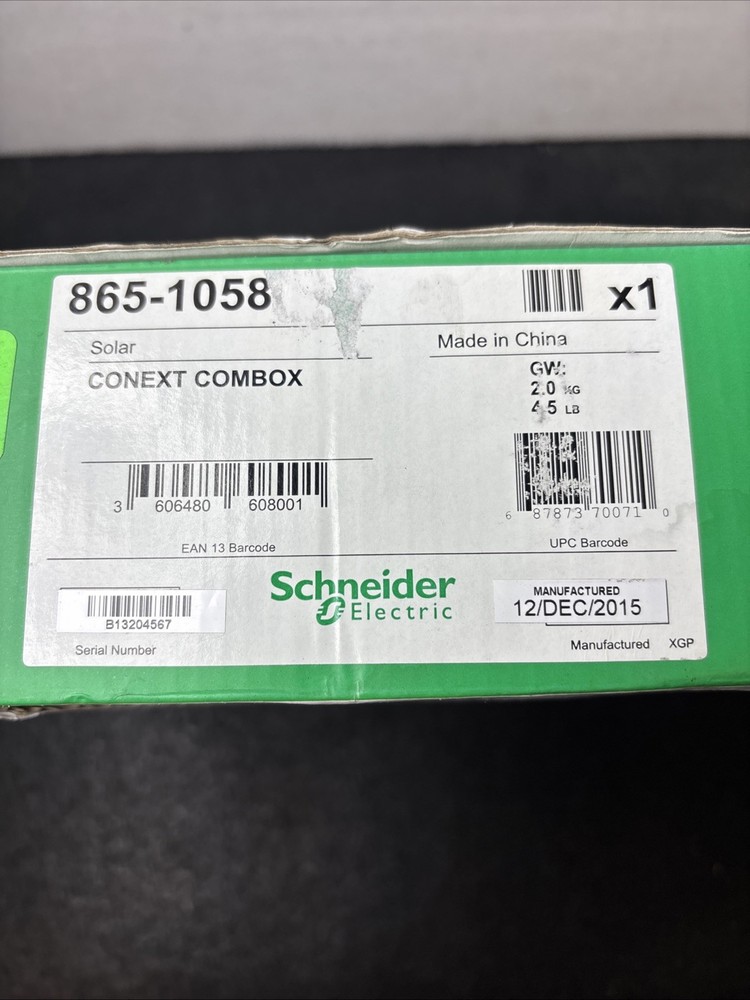 865-1058
x1
Solar
Made in China
CONEXT COMBOX
GW:
2.0 KG
4.5 LB
3 606480 608001
6 87873 70071 0
EAN 13 Barcode
UPC Barcode
Schneider
Electric
B13204567
Serial Number
MANUFACTURED
12/DEC/2015
Manufactured XGP